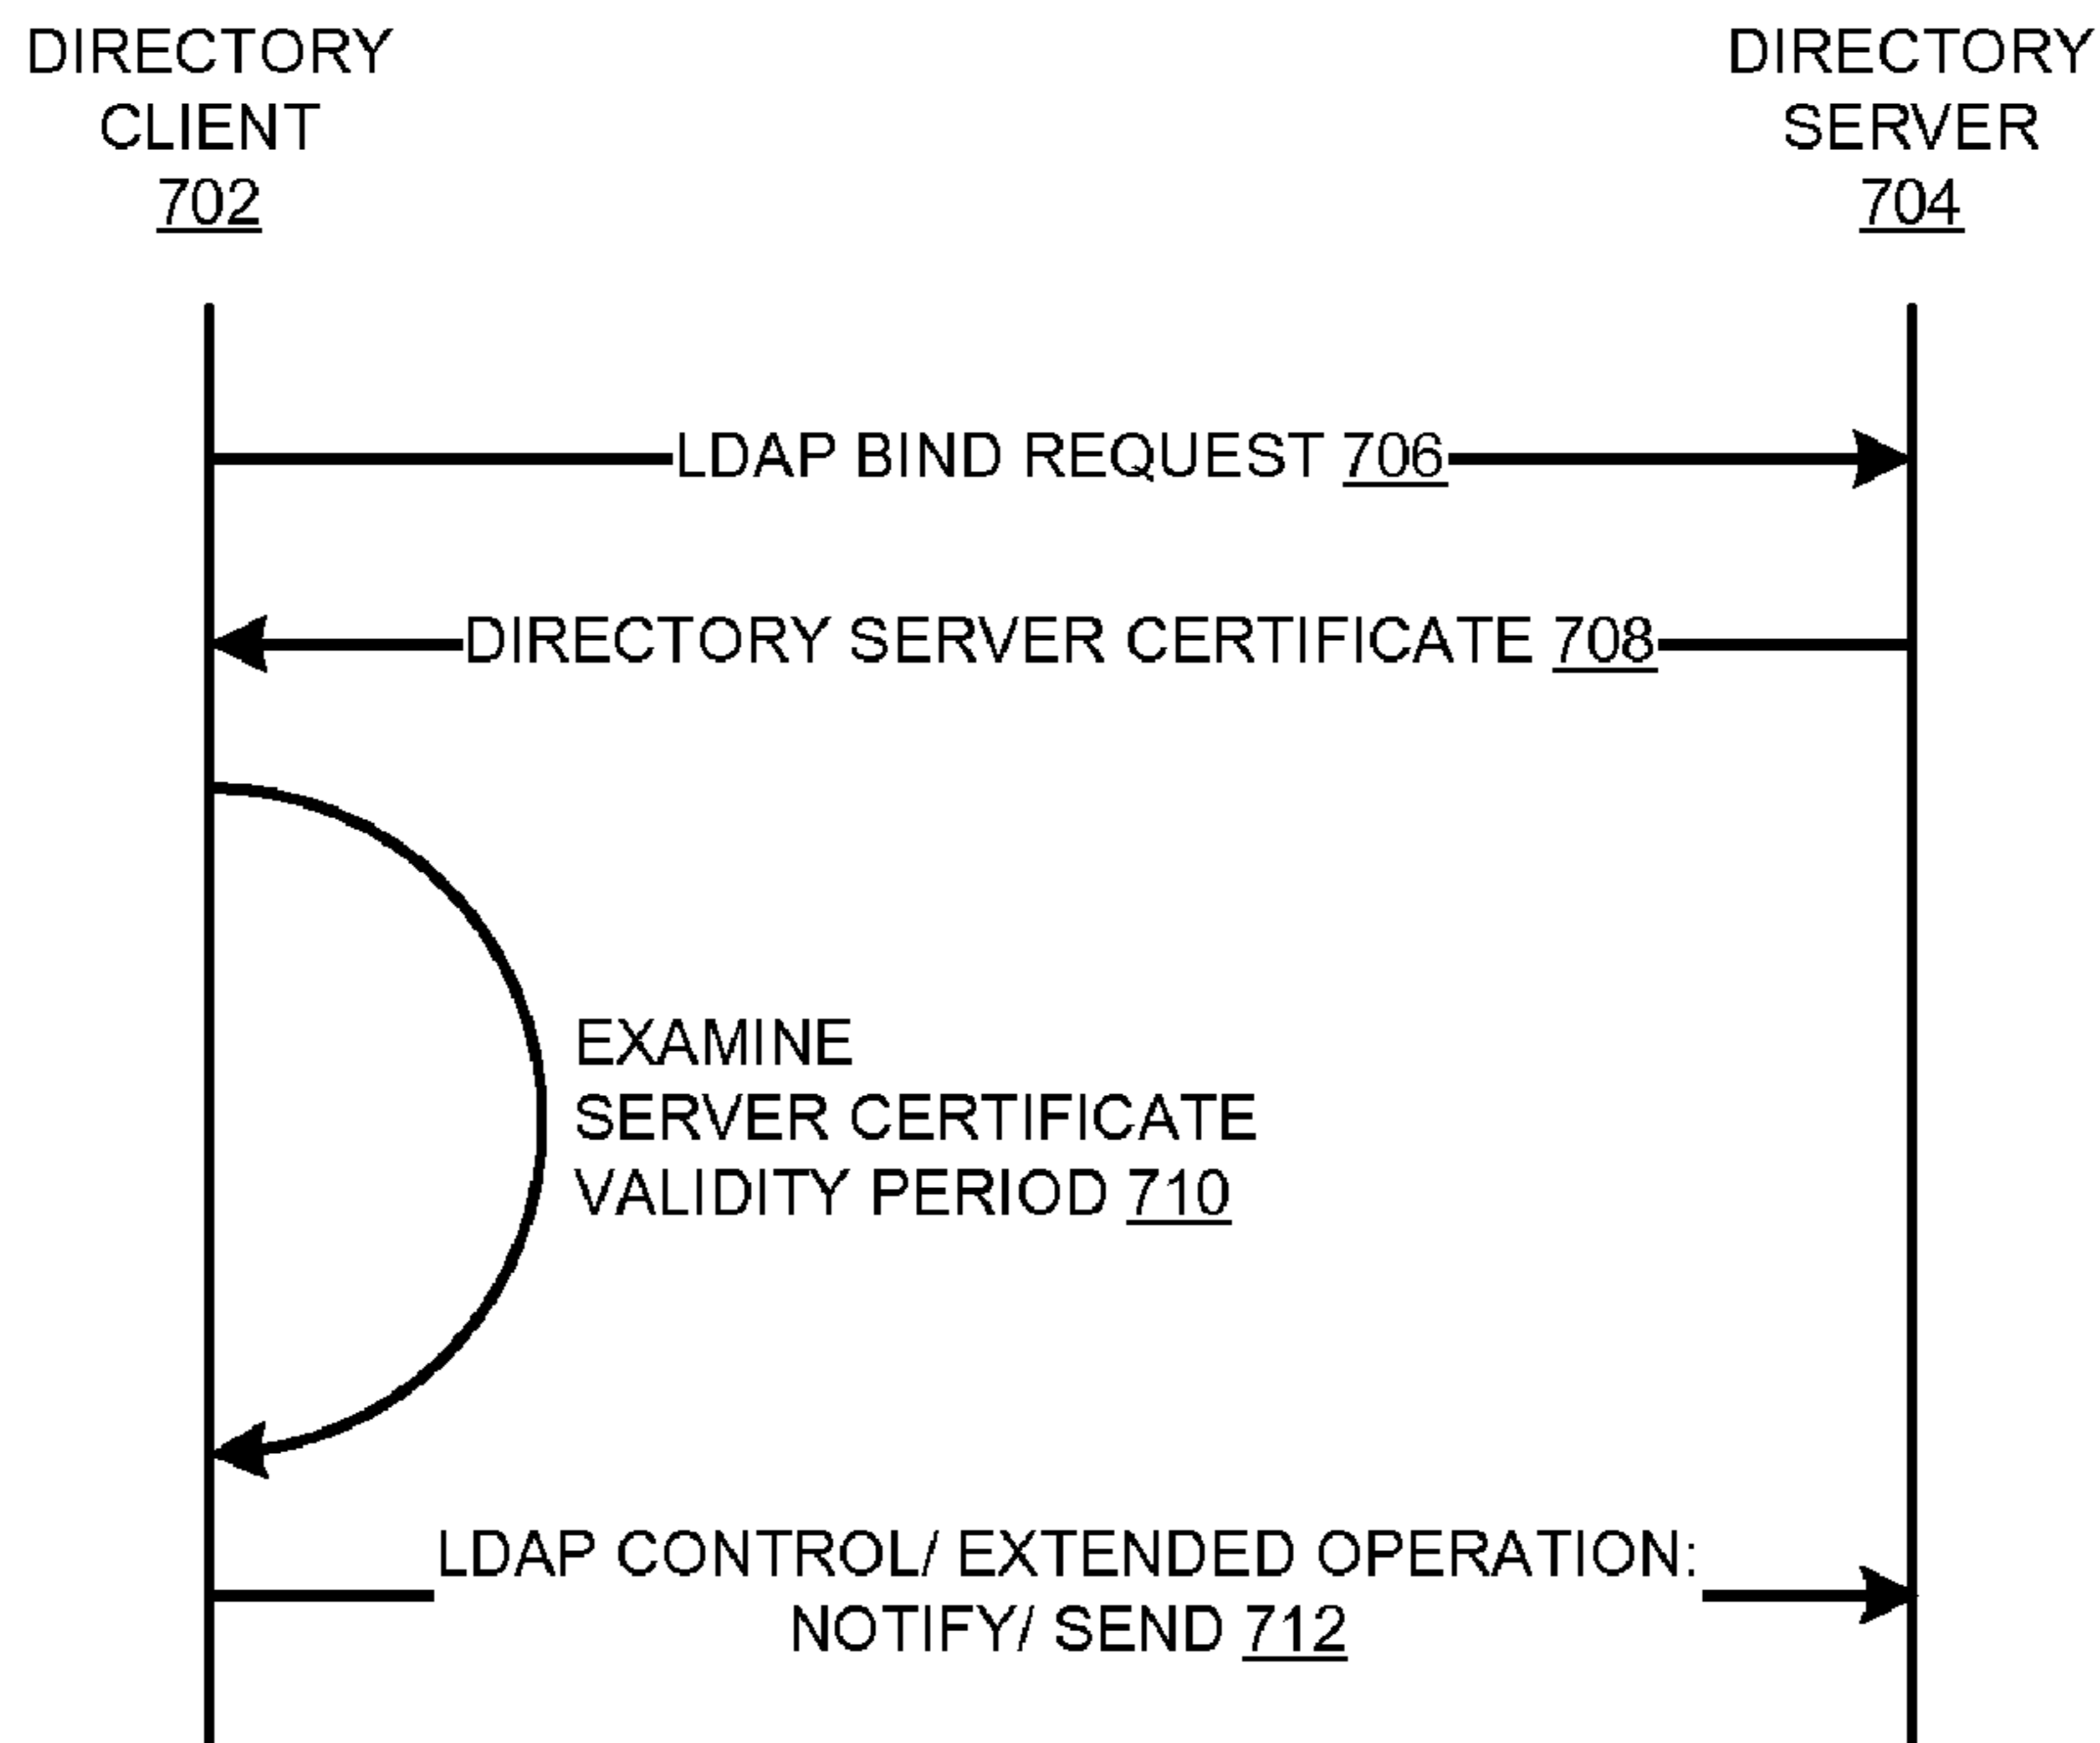 DIRECTORY
CLIENT
702
DIRECTORY
SERVER
704
LDAP BIND REQUEST 706
DIRECTORY SERVER CERTIFICATE 708
EXAMINE
SERVER CERTIFICATE
VALIDITY PERIOD 710
LDAP CONTROL/ EXTENDED OPERATION:
NOTIFY/ SEND 712